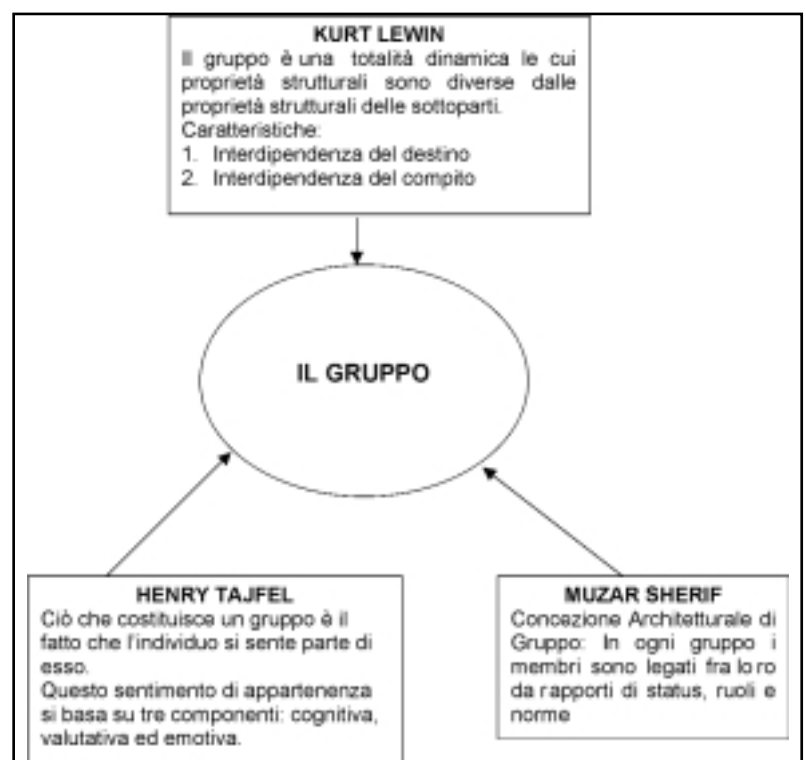 KURT LEWIN
Il gruppo è una totalità dinamica le cui
proprietà strutturali sono diverse dalle
proprietà strutturali delle sottoparti.
Caratteristiche:
1. Interdipendenza del destino
2. Interdipendenza del compito
IL GRUPPO
HENRY TAJFEL
Ciò che costituisce un gruppo è il
fatto che l'individuo si sente parte di
esso.
Questo sentimento di appartenenza
si basa su tre componenti: cognitiva,
valutativa ed emotiva.
MUZAR SHERIF
Concezione Architetturale di
Gruppo: In ogni gruppo i
membri sono legati fra loro
da rapporti di status, ruoli e
norme